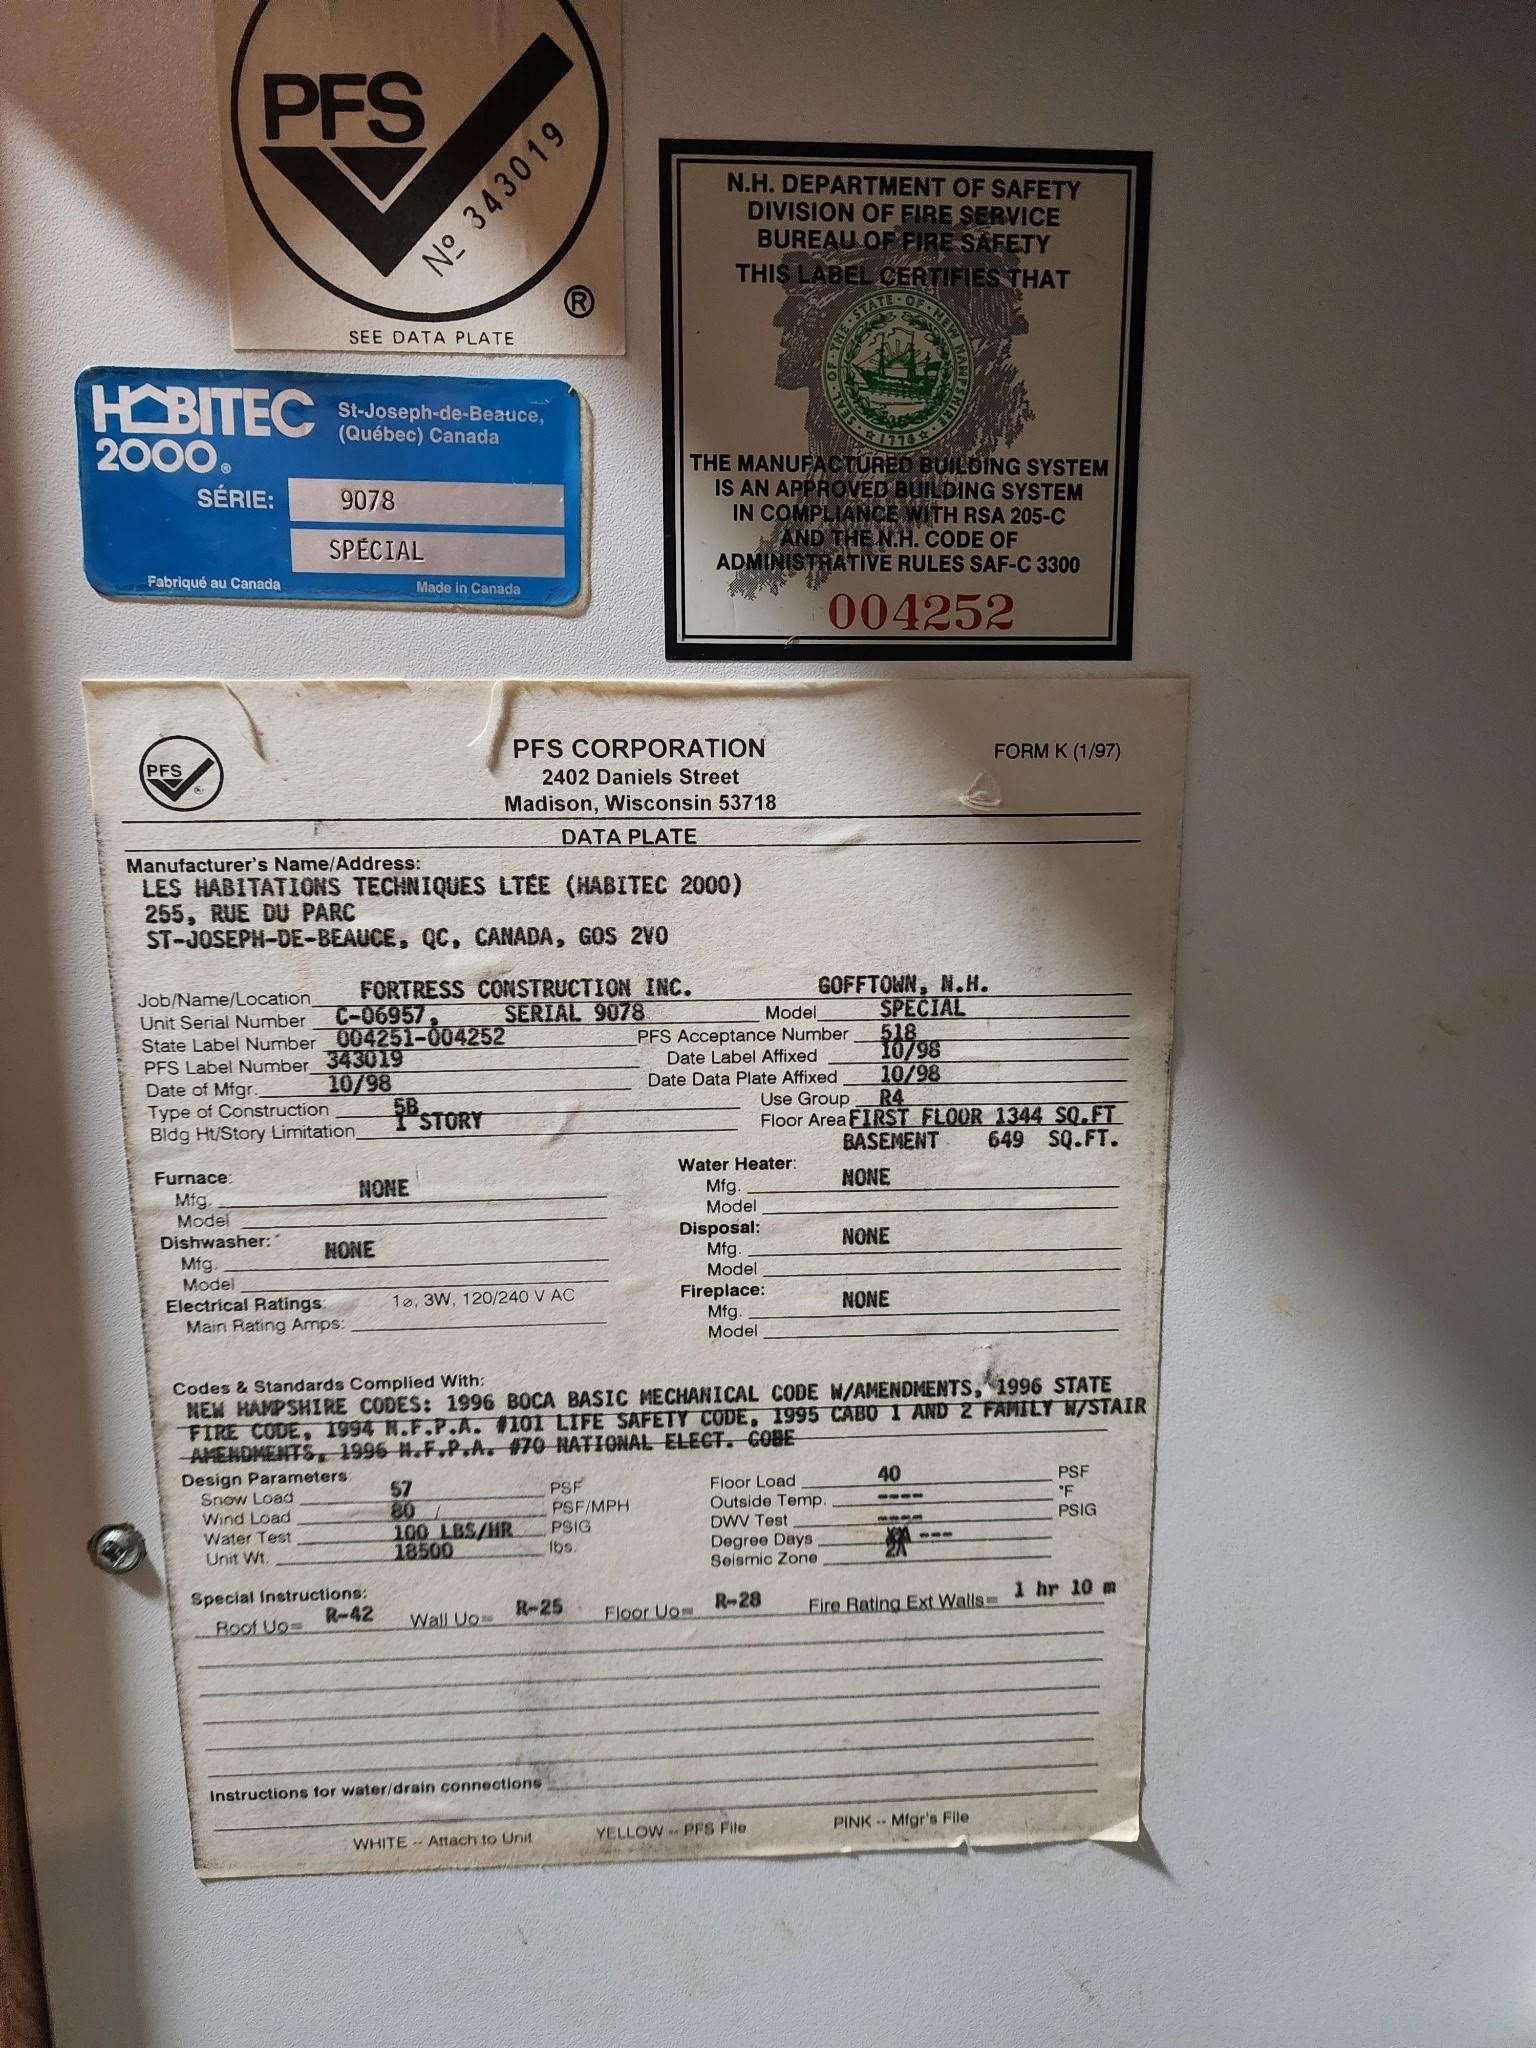 PFS
Nº 343019
®
SEE DATA PLATE
HABITEC
2000®
St-Joseph-de-Beauce,
(Québec) Canada
SÉRIE: 9078
SPÉCIAL
Fabriqué au Canada Made in Canada
N.H. DEPARTMENT OF SAFETY
DIVISION OF FIRE SERVICE
BUREAU OF FIRE SAFETY
THIS LABEL CERTIFIES THAT
SEAL · OF · THE · STATE · OF · NEW HAMPSHIRE
1776
THE MANUFACTURED BUILDING SYSTEM
IS AN APPROVED BUILDING SYSTEM
IN COMPLIANCE WITH RSA 205-C
AND THE N.H. CODE OF
ADMINISTRATIVE RULES SAF-C 3300
004252
PFS
PFS CORPORATION FORM K (1/97)
2402 Daniels Street
Madison, Wisconsin 53718
DATA PLATE
Manufacturer's Name/Address:
LES HABITATIONS TECHNIQUES LTÉE (HABITEC 2000)
255, RUE DU PARC
ST-JOSEPH-DE-BEAUCE, QC, CANADA, G0S 2V0
Job/Name/Location FORTRESS CONSTRUCTION INC. GOFFTOWN, N.H.
Unit Serial Number C-06957, SERIAL 9078 Model SPECIAL
State Label Number 004251-004252 PFS Acceptance Number 518
PFS Label Number 343019 Date Label Affixed 10/98
Date of Mfgr. 10/98 Date Data Plate Affixed 10/98
Type of Construction 5B Use Group R4
Bldg Ht/Story Limitation 1 STORY Floor Area FIRST FLOOR 1344 SQ.FT
BASEMENT 649 SQ.FT.
Furnace: Water Heater:
Mfg. NONE Mfg. NONE
Model Model
Dishwasher: Disposal:
Mfg. NONE Mfg. NONE
Model Model
Electrical Ratings: 1ø, 3W, 120/240 V AC Fireplace:
Main Rating Amps: Mfg. NONE
Model
Codes & Standards Complied With:
NEW HAMPSHIRE CODES: 1996 BOCA BASIC MECHANICAL CODE W/AMENDMENTS, 1996 STATE
FIRE CODE, 1994 N.F.P.A. #101 LIFE SAFETY CODE, 1995 CABO 1 AND 2 FAMILY W/STAIR
AMENDMENTS, 1996 N.F.P.A. #70 NATIONAL ELECT. CODE
Design Parameters:
Snow Load 57 PSF Floor Load 40 PSF
Wind Load 80 / PSF/MPH Outside Temp. ---- °F
Water Test 100 LBS/HR PSIG DWV Test ---- PSIG
Unit Wt. 18500 lbs. Degree Days ---
Seismic Zone 2A
Special Instructions:
Roof Uo= R-42 Wall Uo= R-25 Floor Uo= R-28 Fire Rating Ext Walls= 1 hr 10 m
Instructions for water/drain connections
WHITE -- Attach to Unit YELLOW -- PFS File PINK -- Mfgr's File